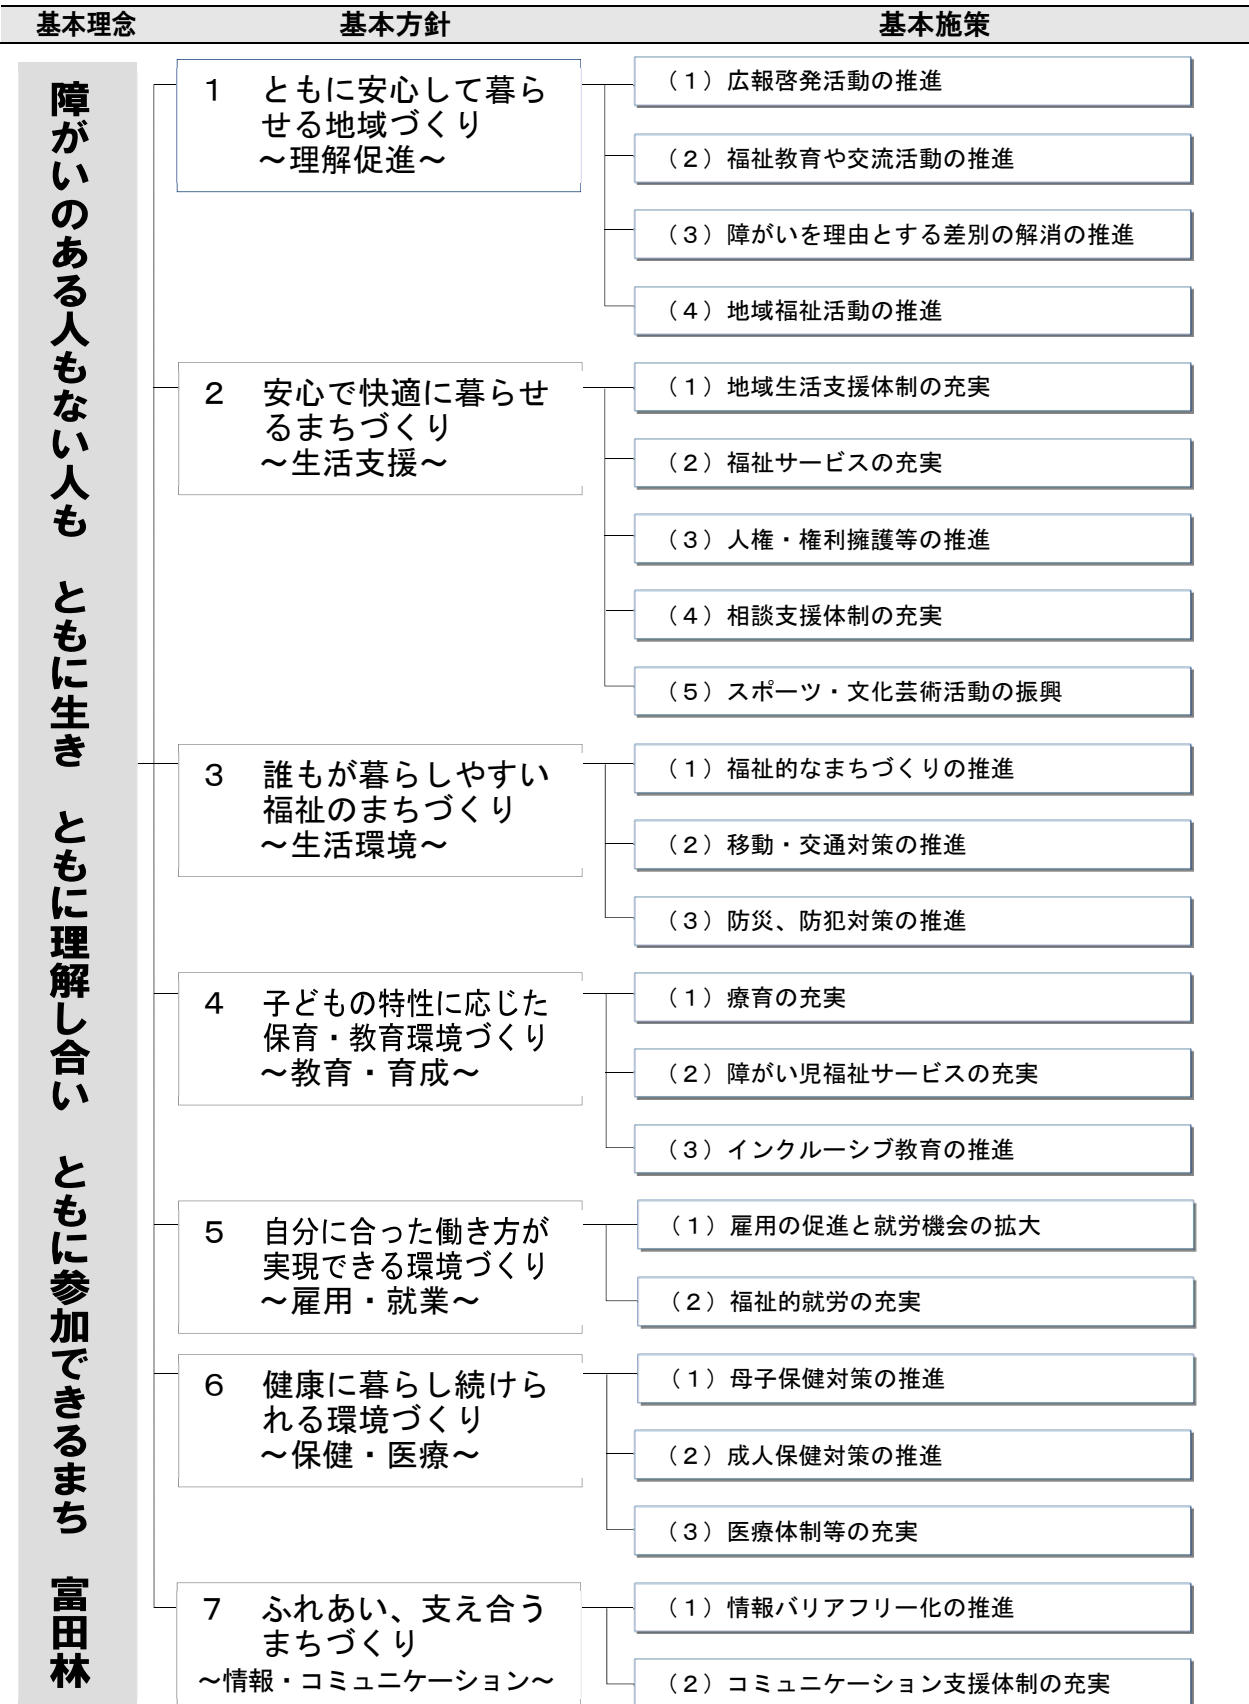 基本理念　基本方針　基本施策
障がいのある人もない人も　ともに生き　ともに理解し合い　ともに参加できるまち　富田林
1　ともに安心して暮ら
せる地域づくり
～理解促進～
（1）広報啓発活動の推進
（2）福祉教育や交流活動の推進
（3）障がいを理由とする差別の解消の推進
（4）地域福祉活動の推進
2　安心で快適に暮らせ
るまちづくり
～生活支援～
（1）地域生活支援体制の充実
（2）福祉サービスの充実
（3）人権・権利擁護等の推進
（4）相談支援体制の充実
（5）スポーツ・文化芸術活動の振興
3　誰もが暮らしやすい
福祉のまちづくり
～生活環境～
（1）福祉的なまちづくりの推進
（2）移動・交通対策の推進
（3）防災、防犯対策の推進
4　子どもの特性に応じた
保育・教育環境づくり
～教育・育成～
（1）療育の充実
（2）障がい児福祉サービスの充実
（3）インクルーシブ教育の推進
5　自分に合った働き方が
実現できる環境づくり
～雇用・就業～
（1）雇用の促進と就労機会の拡大
（2）福祉的就労の充実
6　健康に暮らし続けら
れる環境づくり
～保健・医療～
（1）母子保健対策の推進
（2）成人保健対策の推進
（3）医療体制等の充実
7　ふれあい、支え合う
まちづくり
～情報・コミュニケーション～
（1）情報バリアフリー化の推進
（2）コミュニケーション支援体制の充実